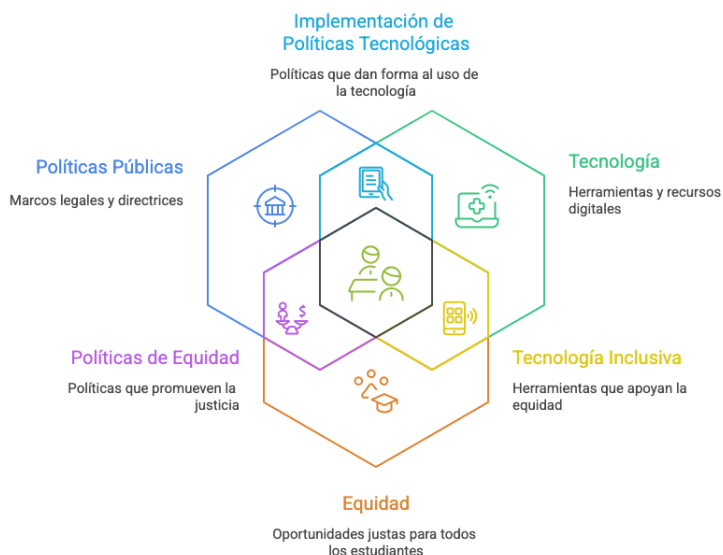 Implementación de
Políticas Tecnológicas
Políticas que dan forma al uso de
la tecnología
Políticas Públicas
Marcos legales y directrices
Tecnología
Herramientas y recursos
digitales
$
Políticas de Equidad
Políticas que promueven la
justicia
Tecnología Inclusiva
Herramientas que apoyan la
equidad
Equidad
Oportunidades justas para todos
los estudiantes